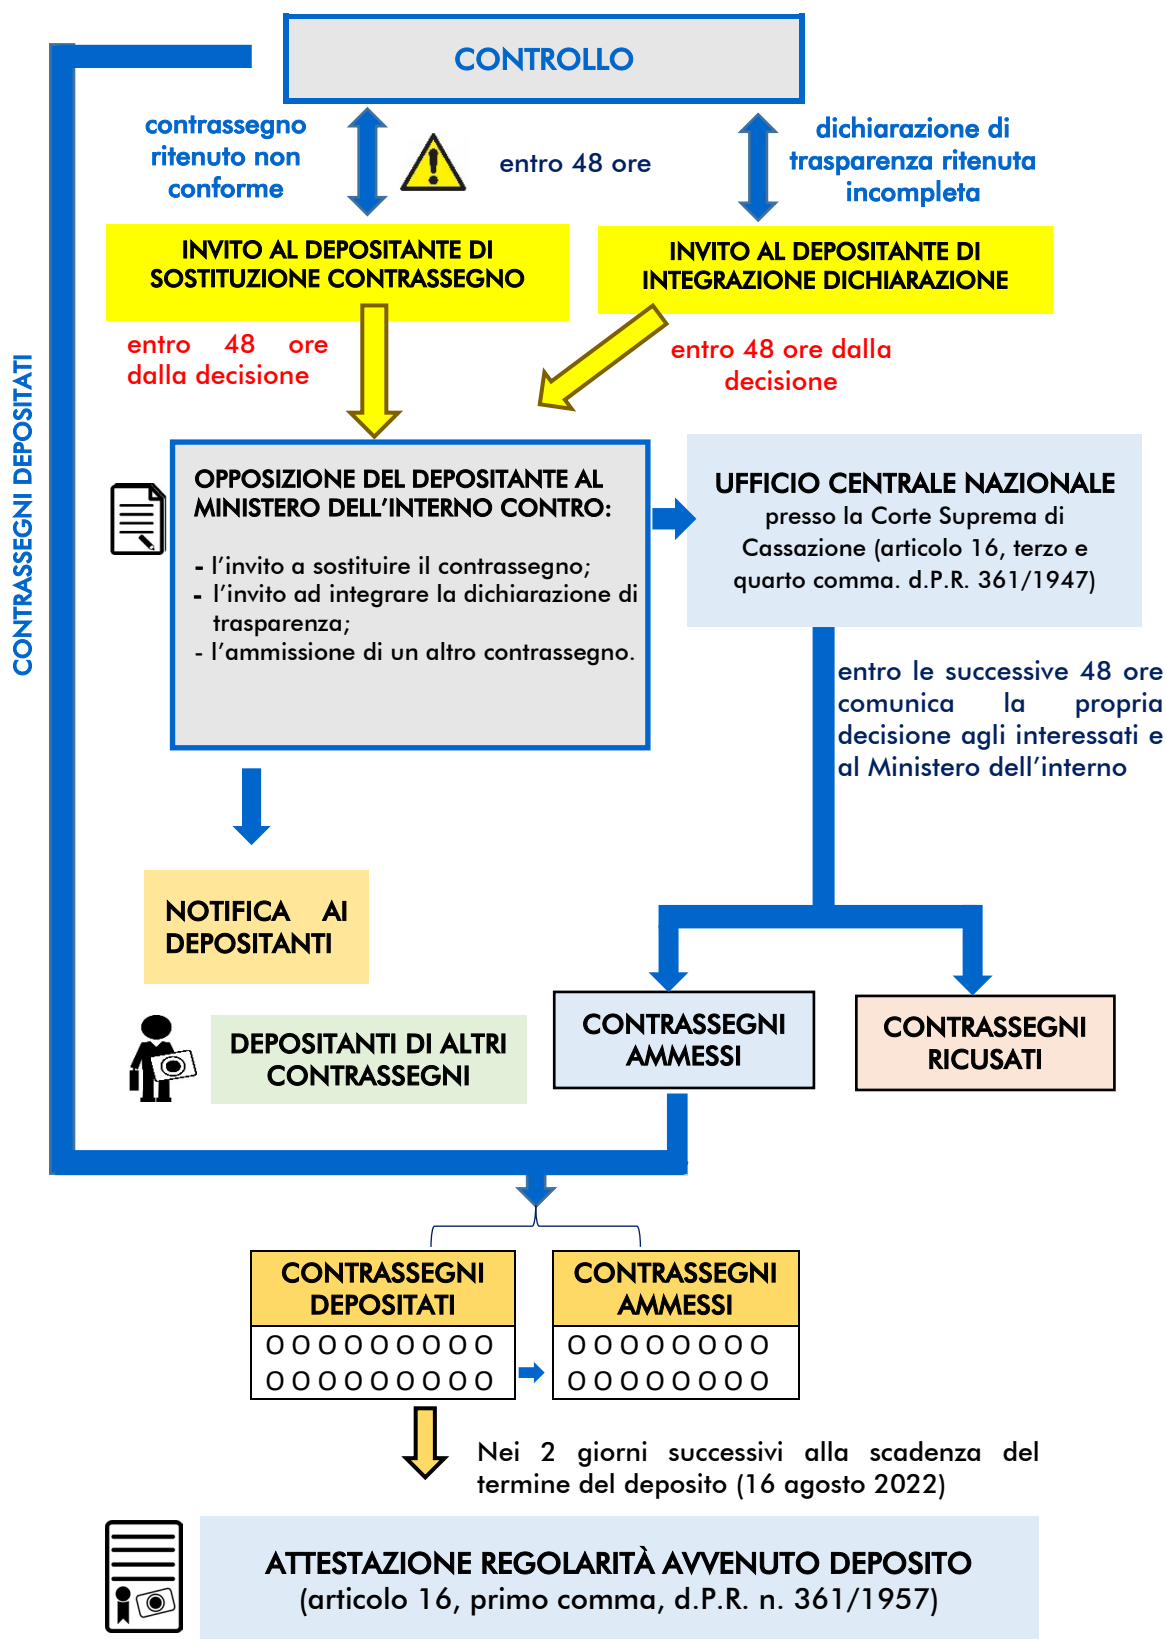 CONTROLLO
contrassegno
ritenuto non
conforme
entro 48 ore
dichiarazione di
trasparenza ritenuta
incompleta
INVITO AL DEPOSITANTE DI
SOSTITUZIONE CONTRASSEGNO
INVITO AL DEPOSITANTE DI
INTEGRAZIONE DICHIARAZIONE
entro 48 ore
dalla decisione
entro 48 ore dalla
decisione
CONTRASSEGNI DEPOSITATI
OPPOSIZIONE DEL DEPOSITANTE AL
MINISTERO DELL’INTERNO CONTRO:
- l’invito a sostituire il contrassegno;
- l’invito ad integrare la dichiarazione di
trasparenza;
- l’ammissione di un altro contrassegno.
UFFICIO CENTRALE NAZIONALE
presso la Corte Suprema di
Cassazione (articolo 16, terzo e
quarto comma. d.P.R. 361/1947)
entro le successive 48 ore
comunica la propria
decisione agli interessati e
al Ministero dell’interno
NOTIFICA AI
DEPOSITANTI
DEPOSITANTI DI ALTRI
CONTRASSEGNI
CONTRASSEGNI
AMMESSI
CONTRASSEGNI
RICUSATI
CONTRASSEGNI
DEPOSITATI
O O O O O O O O O
O O O O O O O O O
CONTRASSEGNI
AMMESSI
O O O O O O O O
O O O O O O O O
Nei 2 giorni successivi alla scadenza del
termine del deposito (16 agosto 2022)
ATTESTAZIONE REGOLARITÀ AVVENUTO DEPOSITO
(articolo 16, primo comma, d.P.R. n. 361/1957)